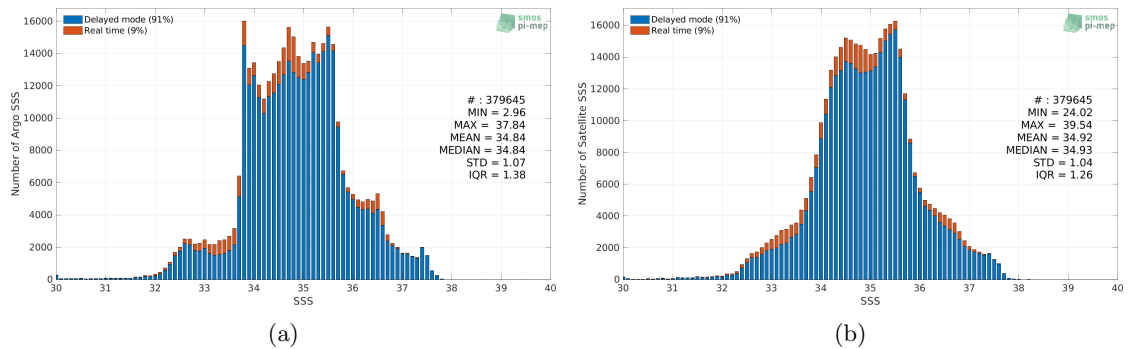 Delayed mode (91%)
Real time (9%)
smos
pi-mep
16000
14000
12000
10000
8000
6000
4000
2000
0
Number of Argo SSS
# : 379645
MIN = 2.96
MAX = 37.84
MEAN = 34.84
MEDIAN = 34.84
STD = 1.07
IQR = 1.38
30 31 32 33 34 35 36 37 38 39 40
SSS
(a)
Delayed mode (91%)
Real time (9%)
smos
pi-mep
16000
14000
12000
10000
8000
6000
4000
2000
0
Number of Satellite SSS
# : 379645
MIN = 24.02
MAX = 39.54
MEAN = 34.92
MEDIAN = 34.93
STD = 1.04
IQR = 1.26
30 31 32 33 34 35 36 37 38 39 40
SSS
(b)